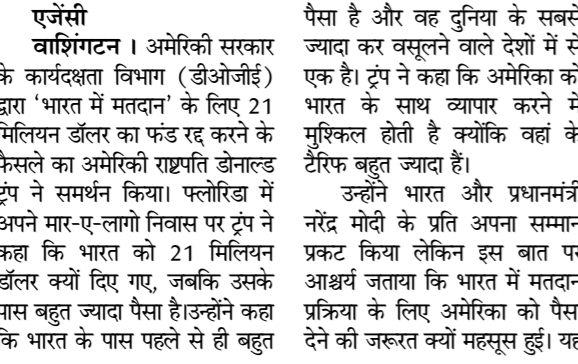 एजेंसी
वाशिंगटन । अमेरिकी सरकार
के कार्यदक्षता विभाग (डीओजीई)
द्वारा ‘भारत में मतदान’ के लिए 21
मिलियन डॉलर का फंड रद्द करने के
फैसले का अमेरिकी राष्ट्रपति डोनाल्ड
ट्रंप ने समर्थन किया। फ्लोरिडा में
अपने मार-ए-लागो निवास पर ट्रंप ने
कहा कि भारत को 21 मिलियन
डॉलर क्यों दिए गए, जबकि उसके
पास बहुत ज्यादा पैसा है।उन्होंने कहा
कि भारत के पास पहले से ही बहुत
पैसा है और वह दुनिया के सबसे
ज्यादा कर वसूलने वाले देशों में से
एक है। ट्रंप ने कहा कि अमेरिका को
भारत के साथ व्यापार करने में
मुश्किल होती है क्योंकि वहां के
टैरिफ बहुत ज्यादा हैं।
उन्होंने भारत और प्रधानमंत्री
नरेंद्र मोदी के प्रति अपना सम्मान
प्रकट किया लेकिन इस बात पर
आश्चर्य जताया कि भारत में मतदान
प्रक्रिया के लिए अमेरिका को पैसा
देने की जरूरत क्यों महसूस हुई। यह